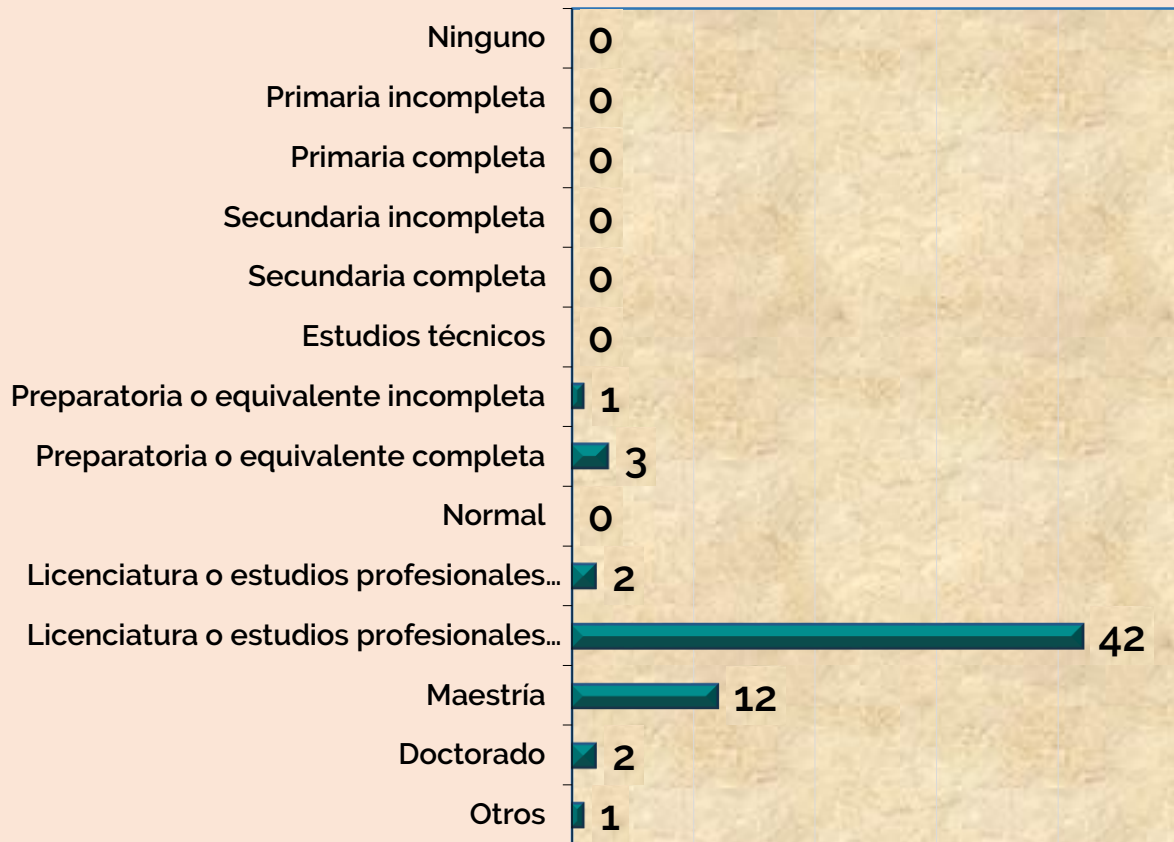 Ninguno 0
Primaria incompleta 0
Primaria completa 0
Secundaria incompleta 0
Secundaria completa 0
Estudios técnicos 0
Preparatoria o equivalente incompleta 1
Preparatoria o equivalente completa 3
Normal 0
Licenciatura o estudios profesionales… 2
Licenciatura o estudios profesionales… 42
Maestría 12
Doctorado 2
Otros 1